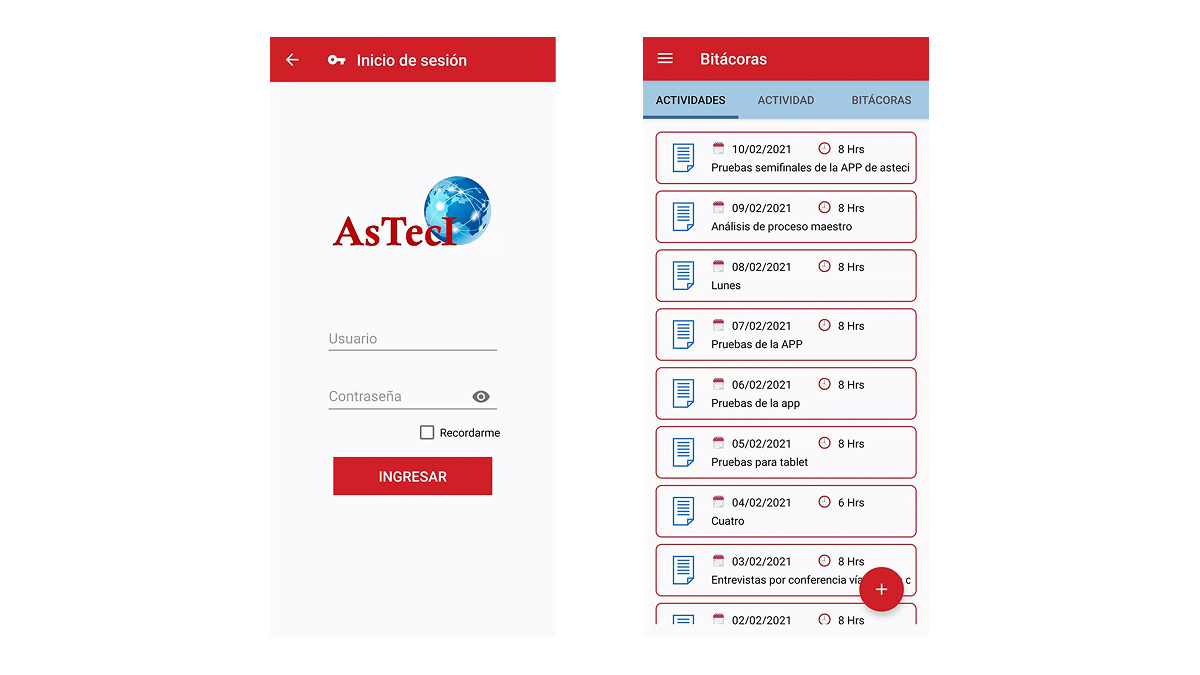 Inicio de sesión
AsTecI
Usuario
Contraseña
Recordarme
INGRESAR
Bitácoras
ACTIVIDADES ACTIVIDAD BITÁCORAS
10/02/2021 8 Hrs
Pruebas semifinales de la APP de asteci
09/02/2021 8 Hrs
Análisis de proceso maestro
08/02/2021 8 Hrs
Lunes
07/02/2021 8 Hrs
Pruebas de la APP
06/02/2021 8 Hrs
Pruebas de la app
05/02/2021 8 Hrs
Pruebas para tablet
04/02/2021 6 Hrs
Cuatro
03/02/2021 8 Hrs
Entrevistas por conferencia vía
02/02/2021 8 Hrs